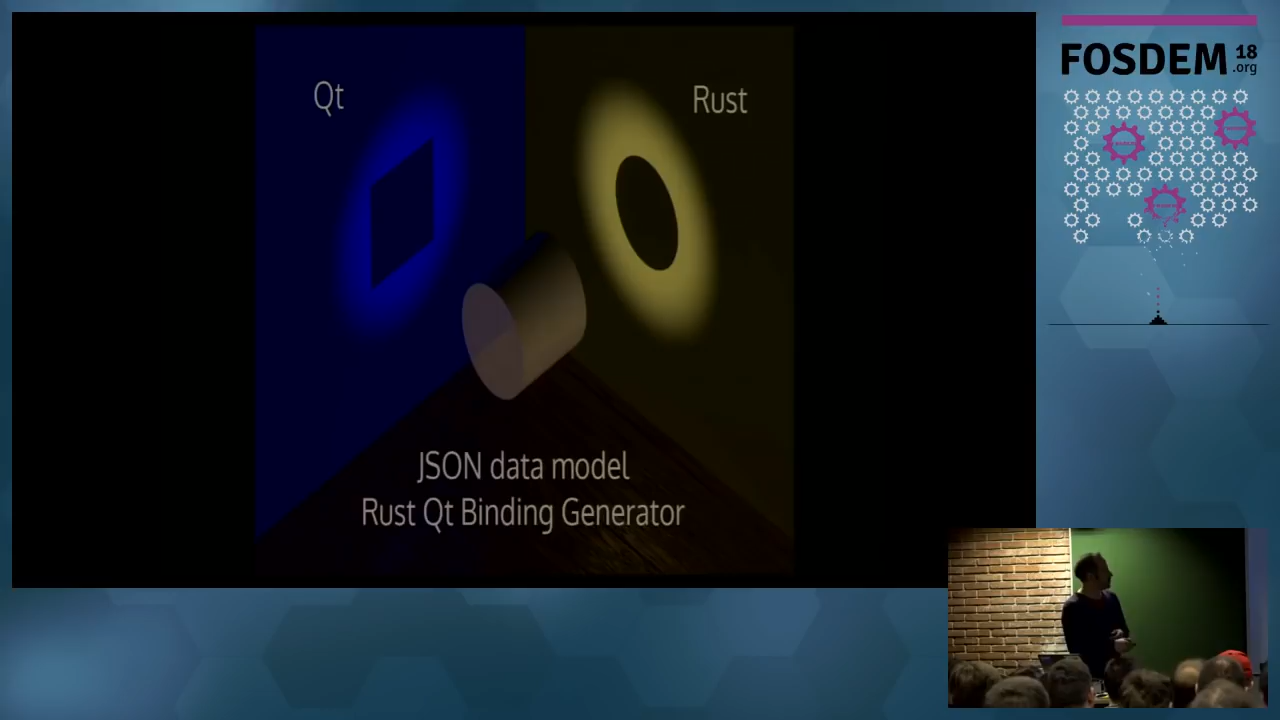 Qt
Rust
JSON data model
Rust Qt Binding Generator
FOSDEM 18
.org